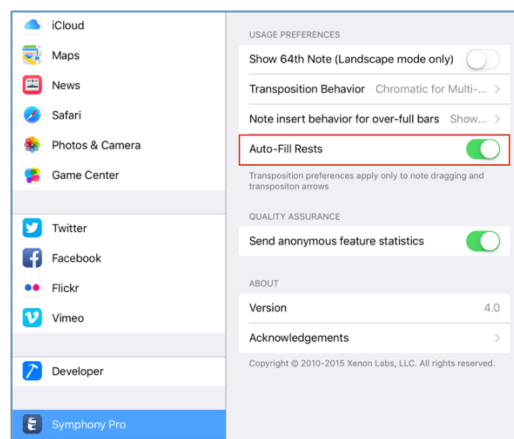 iCloud
Maps
News
Safari
Photos & Camera
Game Center
Twitter
Facebook
Flickr
Vimeo
Developer
Symphony Pro
USAGE PREFERENCES
Show 64th Note (Landscape mode only)
Transposition Behavior Chromatic for Multi-... >
Note insert behavior for over-full bars Show... >
Auto-Fill Rests
Transposition preferences apply only to note dragging and
transpositon arrows
QUALITY ASSURANCE
Send anonymous feature statistics
ABOUT
Version 4.0
Acknowledgements >
Copyright © 2010-2015 Xenon Labs, LLC. All rights reserved.